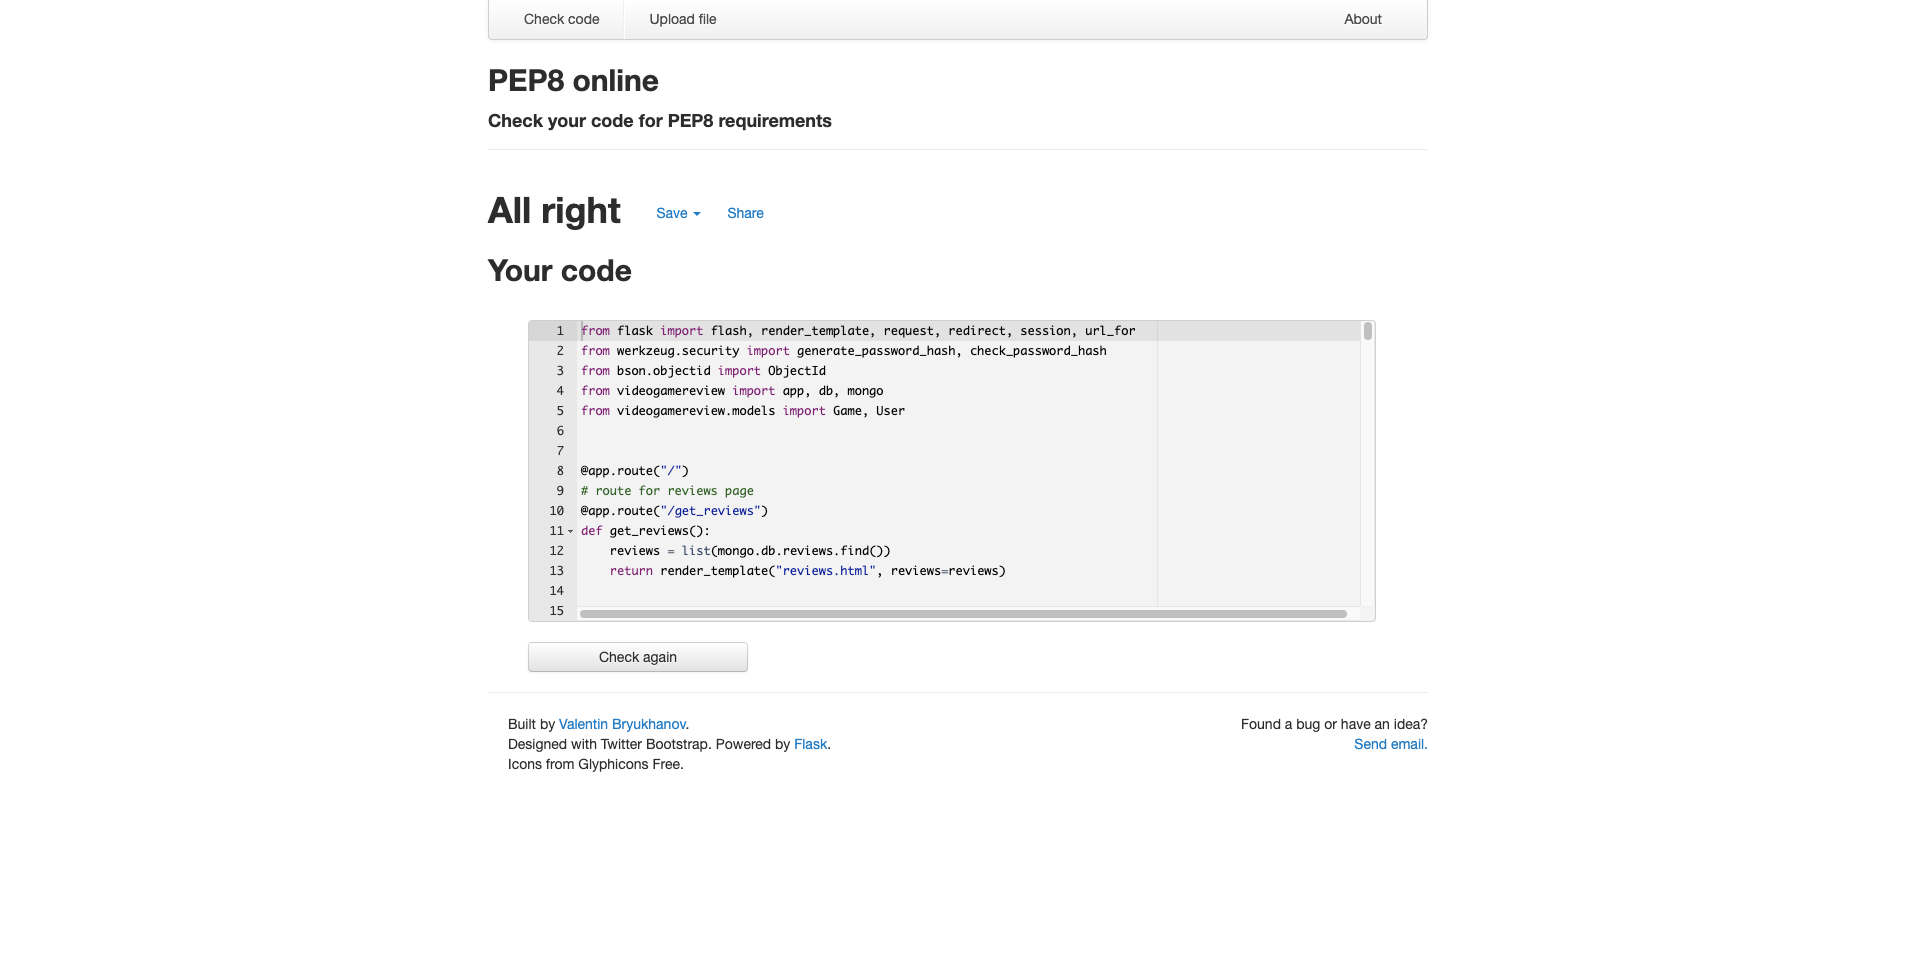 Check code
Upload file
About
PEP8 online
Check your code for PEP8 requirements
All right
Save
Share
Your code
1 from flask import flash, render_template, request, redirect, session, url_for
2 from werkzeug.security import generate_password_hash, check_password_hash
3 from bson.objectid import ObjectId
4 from videogamereview import app, db, mongo
5 from videogamereview.models import Game, User
6
7
8 @app.route("/")
9 # route for reviews page
10 @app.route("/get_reviews")
11 def get_reviews():
12     reviews = list(mongo.db.reviews.find())
13     return render_template("reviews.html", reviews=reviews)
14
15
Check again
Built by Valentin Bryukhanov.
Designed with Twitter Bootstrap. Powered by Flask.
Icons from Glyphicons Free.
Found a bug or have an idea?
Send email.